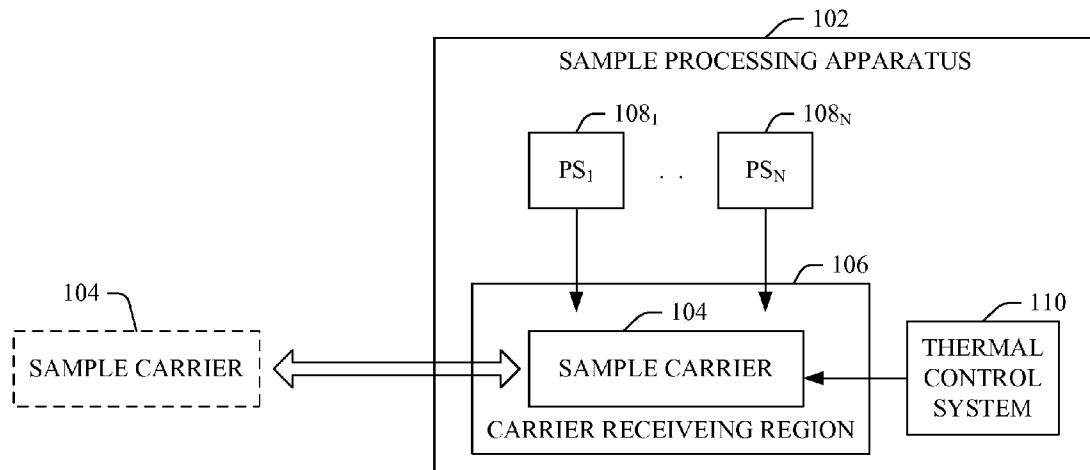 102
SAMPLE PROCESSING APPARATUS
108₁
108ₙ
PS₁
. .
PSₙ
106
104
104
110
SAMPLE CARRIER
SAMPLE CARRIER
THERMAL
CONTROL
SYSTEM
CARRIER RECEIVEING REGION